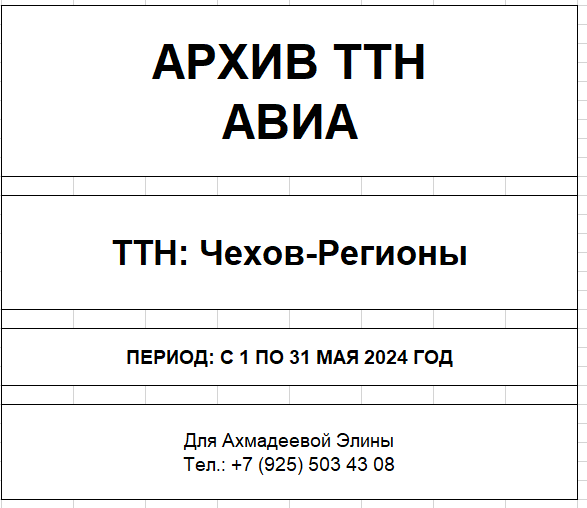 АРХИВ ТТН
АВИА
ТТН: Чехов-Регионы
ПЕРИОД: С 1 ПО 31 МАЯ 2024 ГОД
Для Ахмадеевой Элины
Тел.: +7 (925) 503 43 08